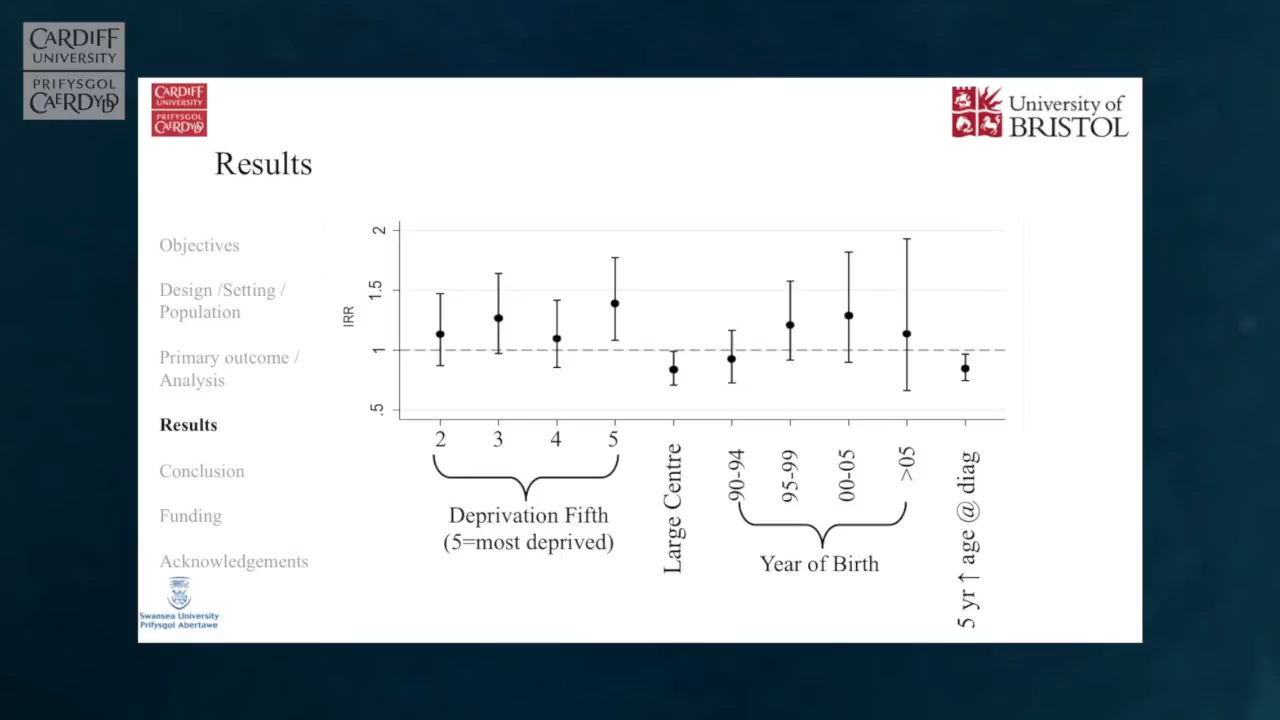 CARDIFF
UNIVERSITY
PRIFYSGOL
CAERDYDD
CARDIFF
UNIVERSITY
PRIFYSGOL
CAERDYDD
University of
BRISTOL
Results
Objectives
Design /Setting /
Population
Primary outcome /
Analysis
Results
Conclusion
Funding
Acknowledgements
Swansea University
Prifysgol Abertawe
IRR
2
1.5
1
.5
2 3 4 5
Deprivation Fifth
(5=most deprived)
Large Centre
90-94
95-99
00-05
>05
Year of Birth
5 yr ↑ age @ diag